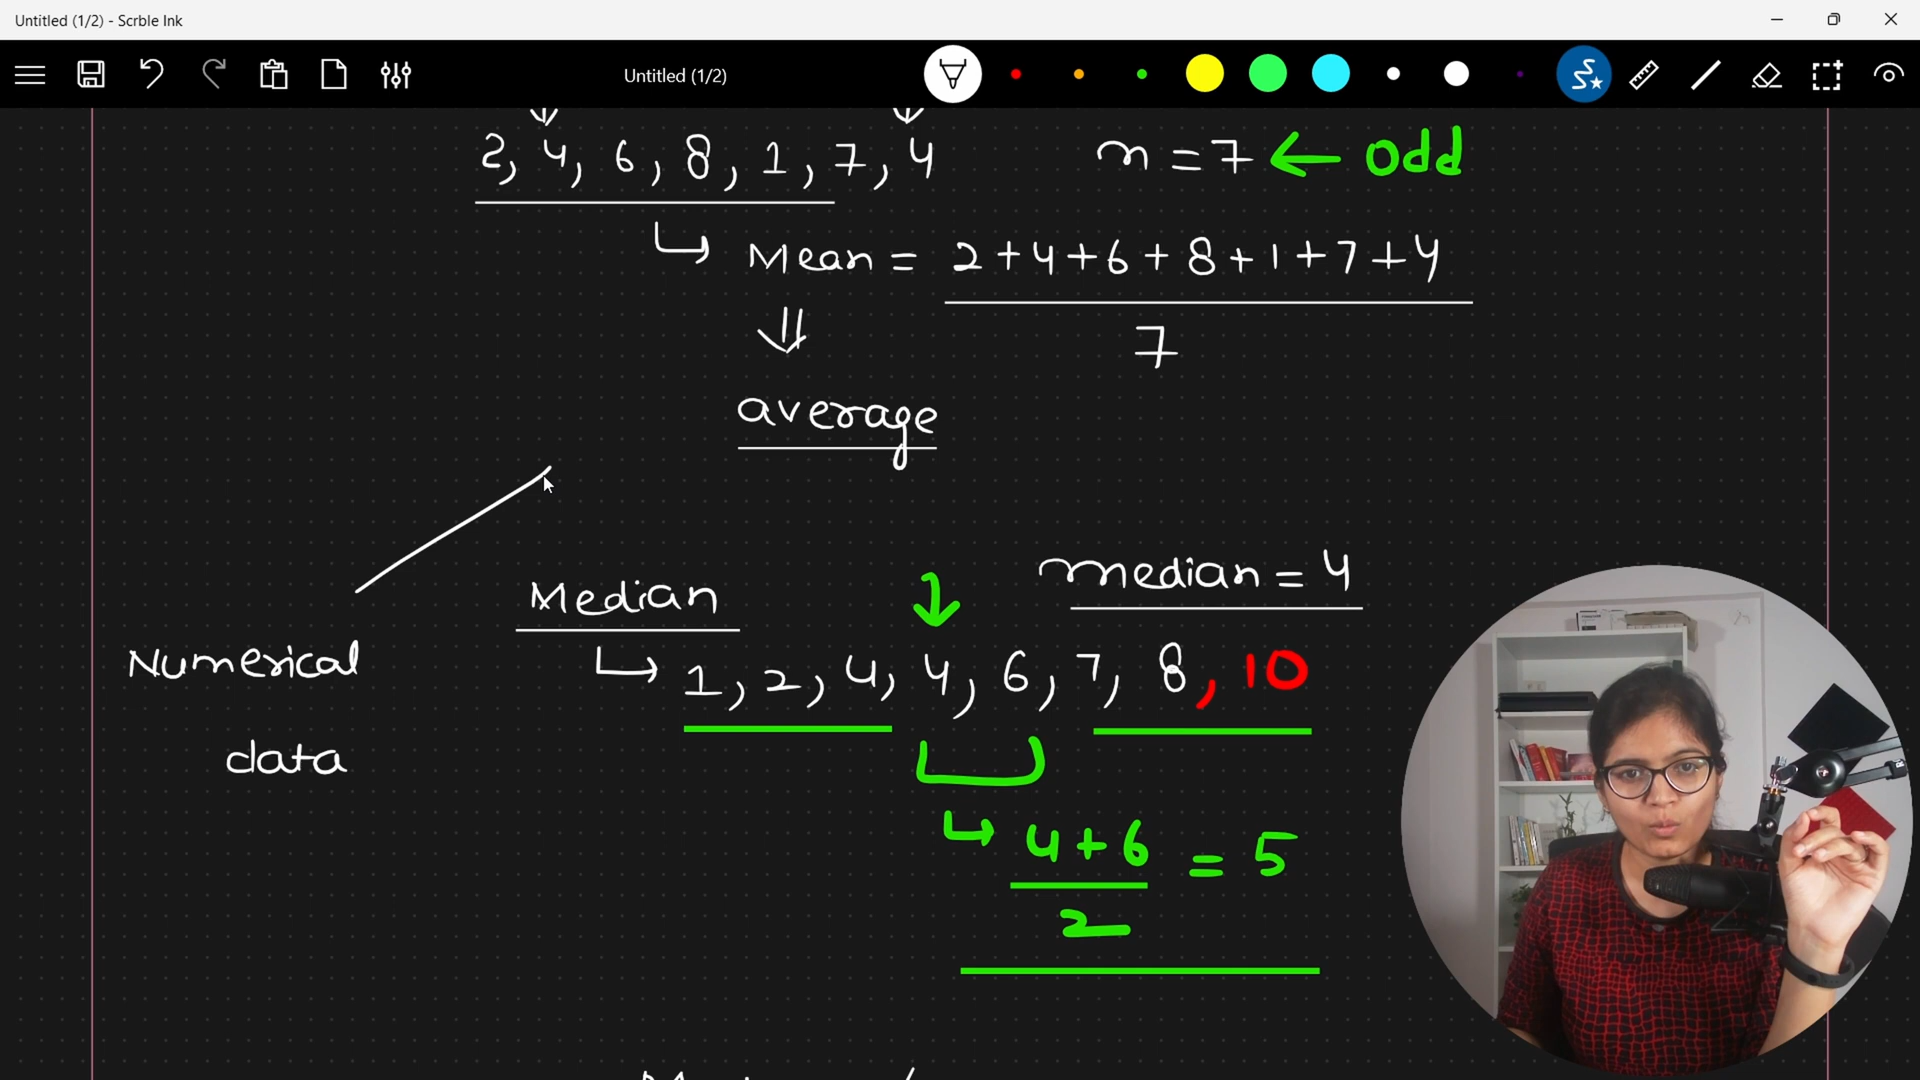 Untitled (1/2) - Scrble Ink
Untitled (1/2)
2, 4, 6, 8, 1, 7, 4
n = 7 ← odd
Mean = 2+4+6+8+1+7+4
7
average
Median
median = 4
1, 2, 4, 4, 6, 7, 8, 10
Numerical
data
4+6 = 5
2